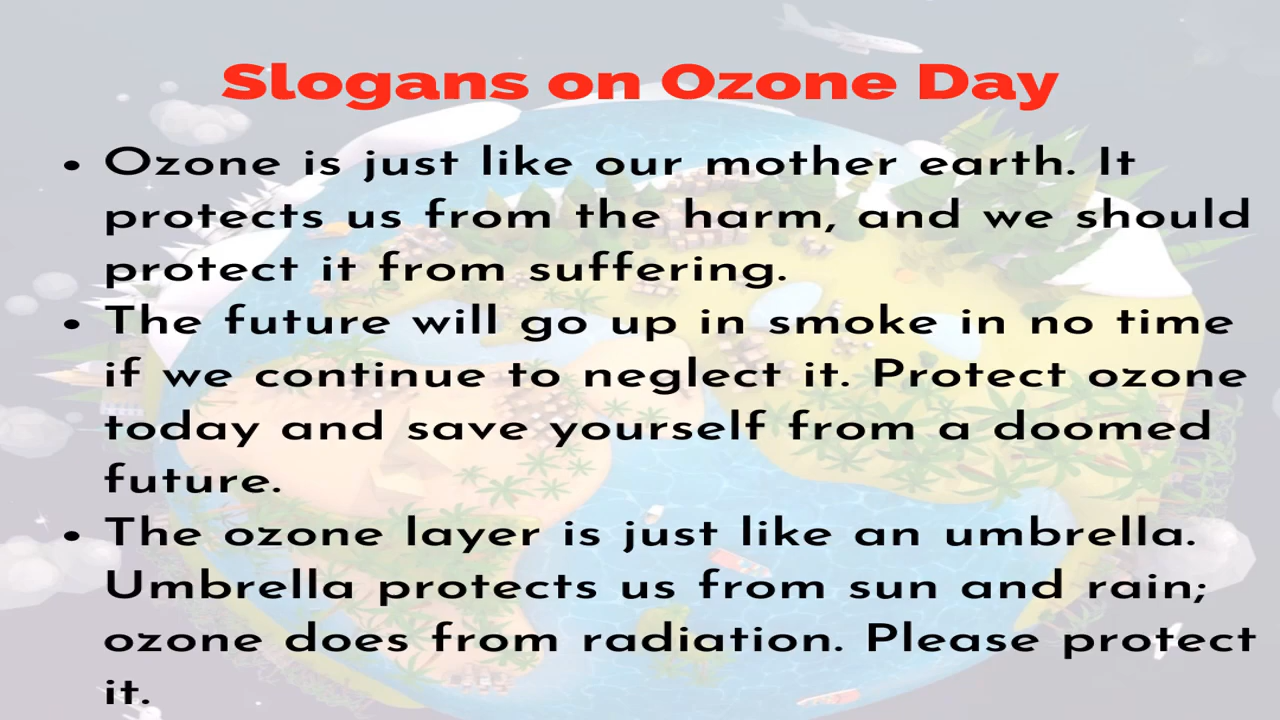 Slogans on Ozone Day
• Ozone is just like our mother earth. It
protects us from the harm, and we should
protect it from suffering.
• The future will go up in smoke in no time
if we continue to neglect it. Protect ozone
today and save yourself from a doomed
future.
• The ozone layer is just like an umbrella.
Umbrella protects us from sun and rain;
ozone does from radiation. Please protect
it.